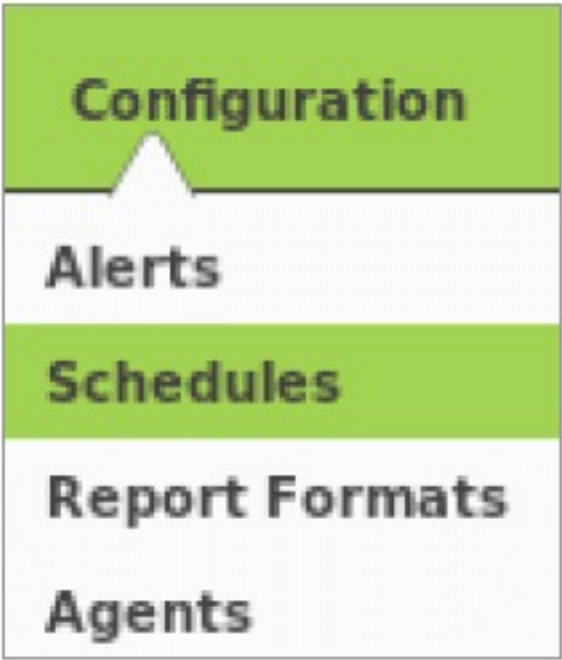 Configuration
Alerts
Schedules
Report Formats
Agents